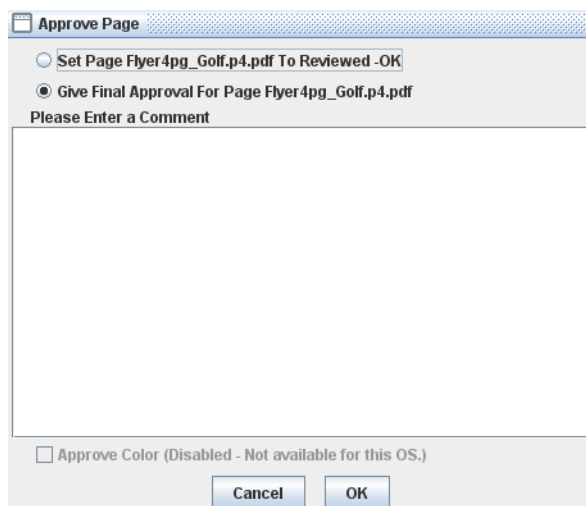 Approve Page
Set Page Flyer4pg_Golf.p4.pdf To Reviewed -OK
Give Final Approval For Page Flyer4pg_Golf.p4.pdf
Please Enter a Comment
Approve Color (Disabled - Not available for this OS.)
Cancel OK